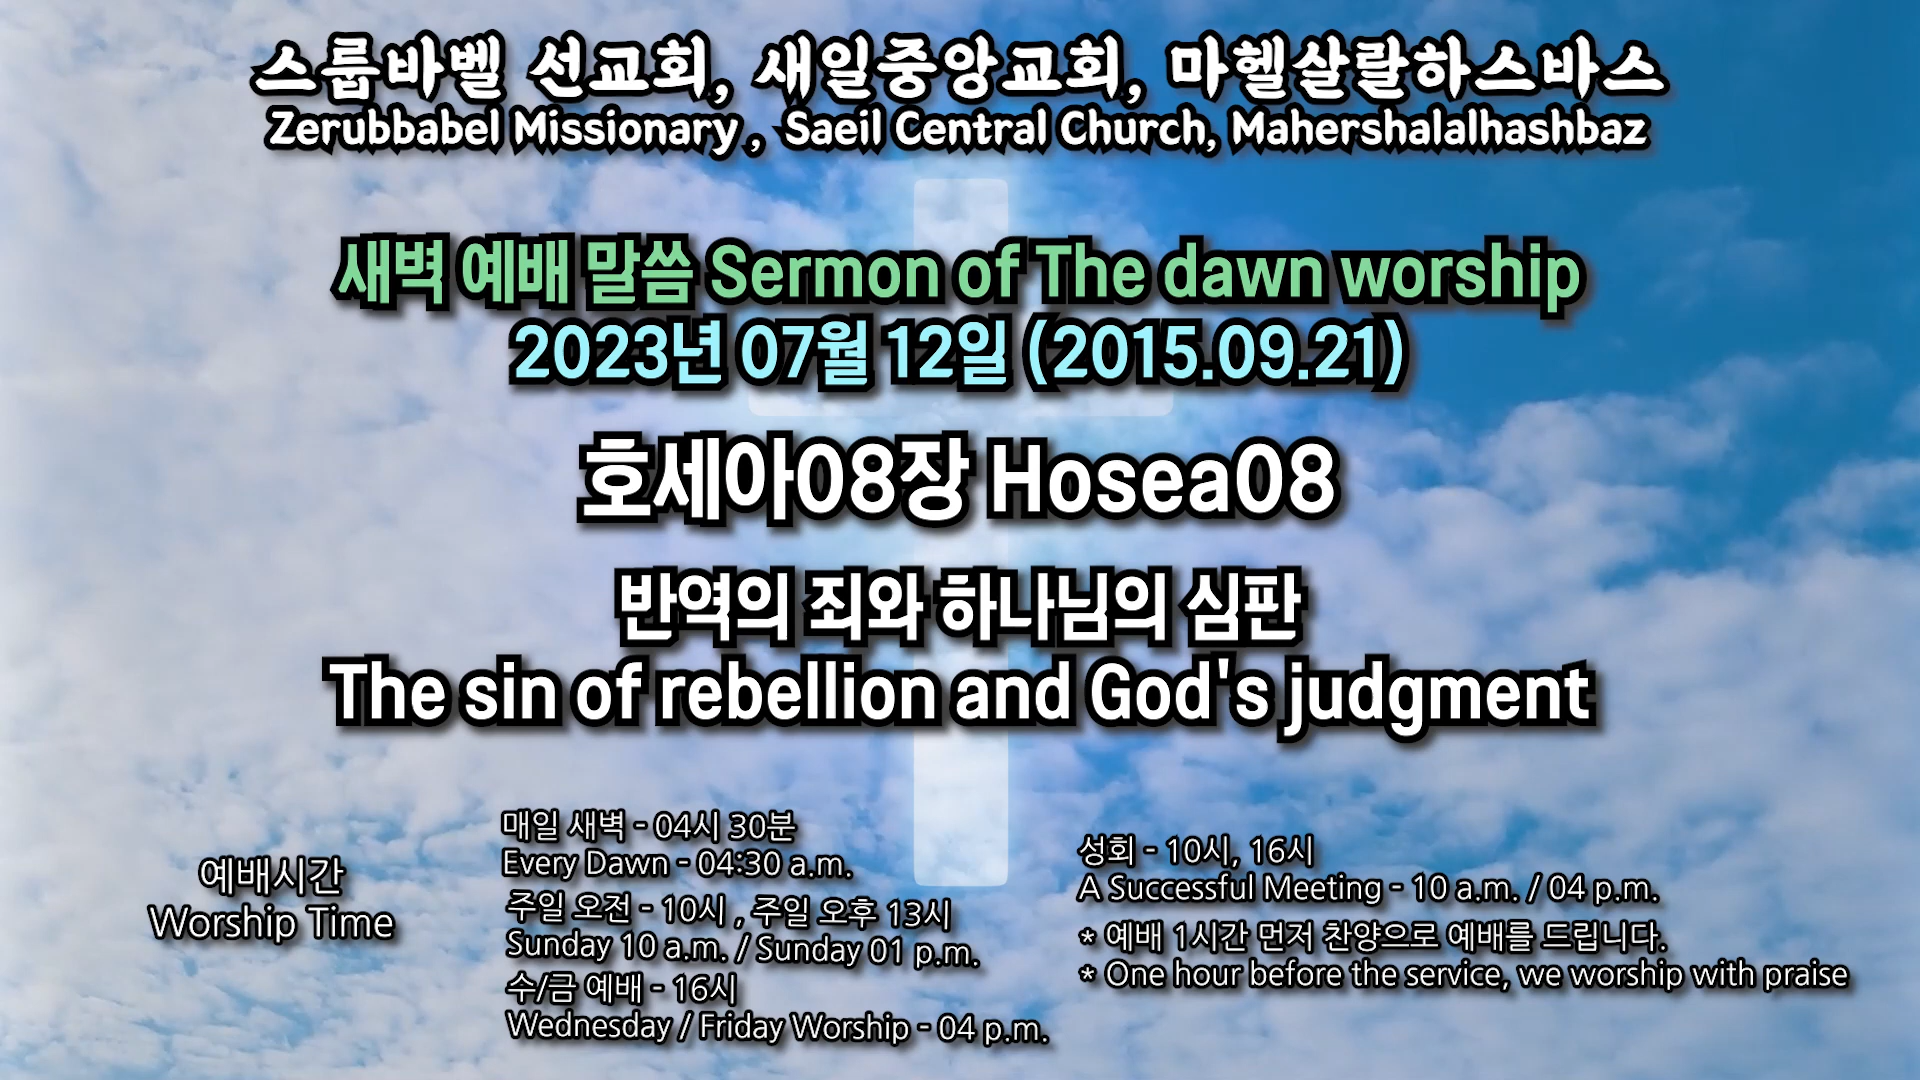 스룹바벨 선교회, 새일중앙교회, 마헬살랄하스바스
Zerubbabel Missionary , Saeil Central Church, Mahershalalhashbaz
새벽 예배 말씀 Sermon of The dawn worship
2023년 07월 12일 (2015.09.21)
호세아08장 Hosea08
반역의 죄와 하나님의 심판
The sin of rebellion and God's judgment
예배시간
Worship Time
매일 새벽 - 04시 30분
Every Dawn - 04:30 a.m.
주일 오전 - 10시 , 주일 오후 13시
Sunday 10 a.m. / Sunday 01 p.m.
수/금 예배 - 16시
Wednesday / Friday Worship - 04 p.m.
성회 - 10시, 16시
A Successful Meeting - 10 a.m. / 04 p.m.
* 예배 1시간 먼저 찬양으로 예배를 드립니다.
* One hour before the service, we worship with praise